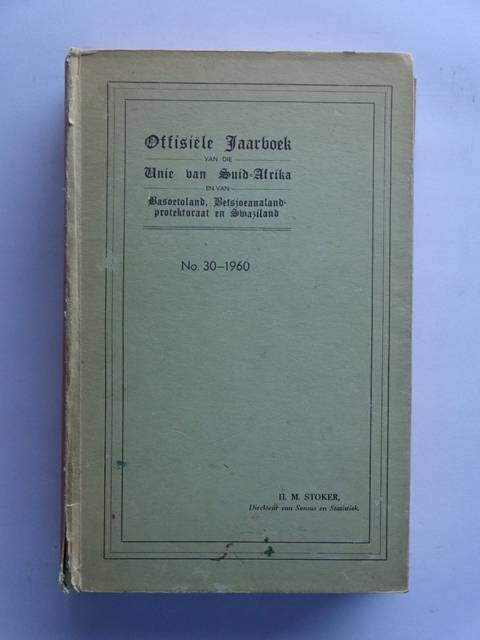 Offisiële Jaarboek
VAN DIE
Unie van Suid-Afrika
EN VAN
Basoetoland, Betsjoeanaland-
protektoraat en Swaziland
No. 30-1960
H. M. STOKER,
Direkteur van Sensus en Statistiek.